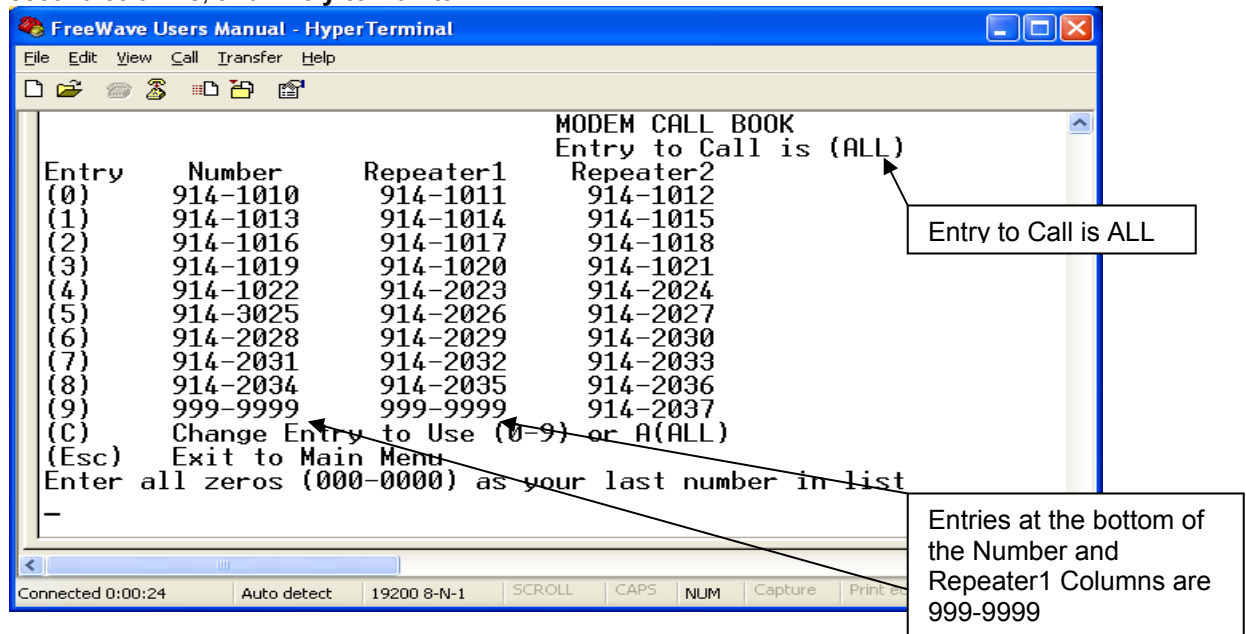 FreeWave Users Manual - HyperTerminal
File Edit View Call Transfer Help
MODEM CALL BOOK
Entry to Call is (ALL)
Entry Number Repeater1 Repeater2
(0) 914-1010 914-1011 914-1012
(1) 914-1013 914-1014 914-1015
(2) 914-1016 914-1017 914-1018
(3) 914-1019 914-1020 914-1021
(4) 914-1022 914-2023 914-2024
(5) 914-3025 914-2026 914-2027
(6) 914-2028 914-2029 914-2030
(7) 914-2031 914-2032 914-2033
(8) 914-2034 914-2035 914-2036
(9) 999-9999 999-9999 914-2037
(C) Change Entry to Use (0-9) or A(ALL)
(Esc) Exit to Main Menu
Enter all zeros (000-0000) as your last number in list
Entry to Call is ALL
Entries at the bottom of
the Number and
Repeater1 Columns are
999-9999
Connected 0:00:24 Auto detect 19200 8-N-1 SCROLL CAPS NUM Capture Print